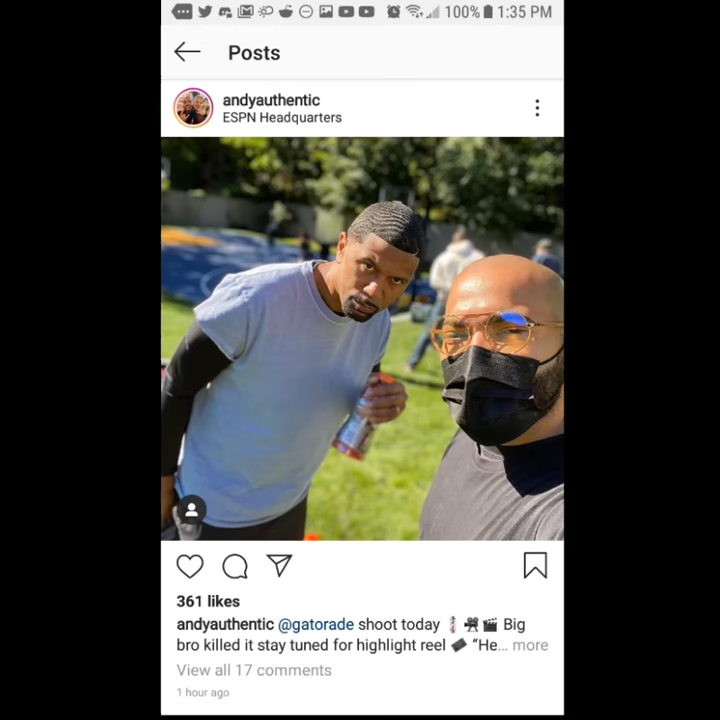 100% 1:35 PM
Posts
andyauthentic
ESPN Headquarters
361 likes
andyauthentic @gatorade shoot today 💈 🎥 🎬 Big
bro killed it stay tuned for highlight reel 🎟️ “He... more
View all 17 comments
1 hour ago